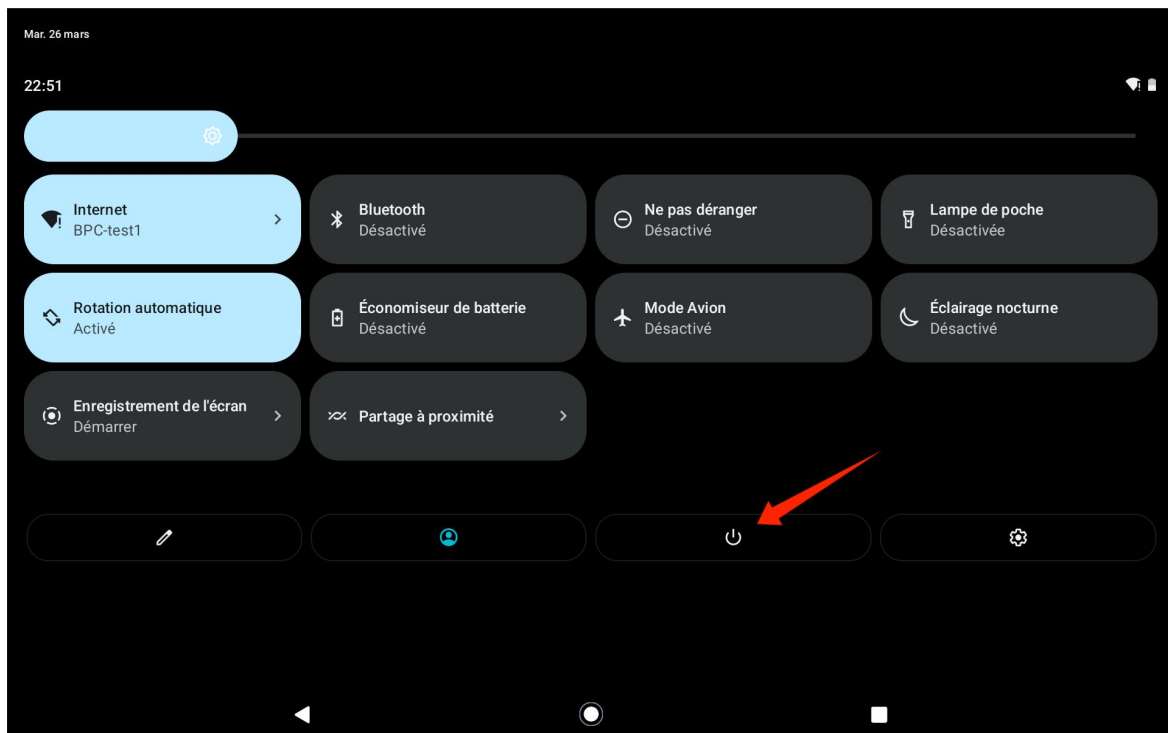 Mar. 26 mars
22:51
Internet
BPC-test1
Bluetooth
Désactivé
Ne pas déranger
Désactivé
Lampe de poche
Désactivée
Rotation automatique
Activé
Économiseur de batterie
Désactivé
Mode Avion
Désactivé
Éclairage nocturne
Désactivé
Enregistrement de l'écran
Démarrer
Partage à proximité